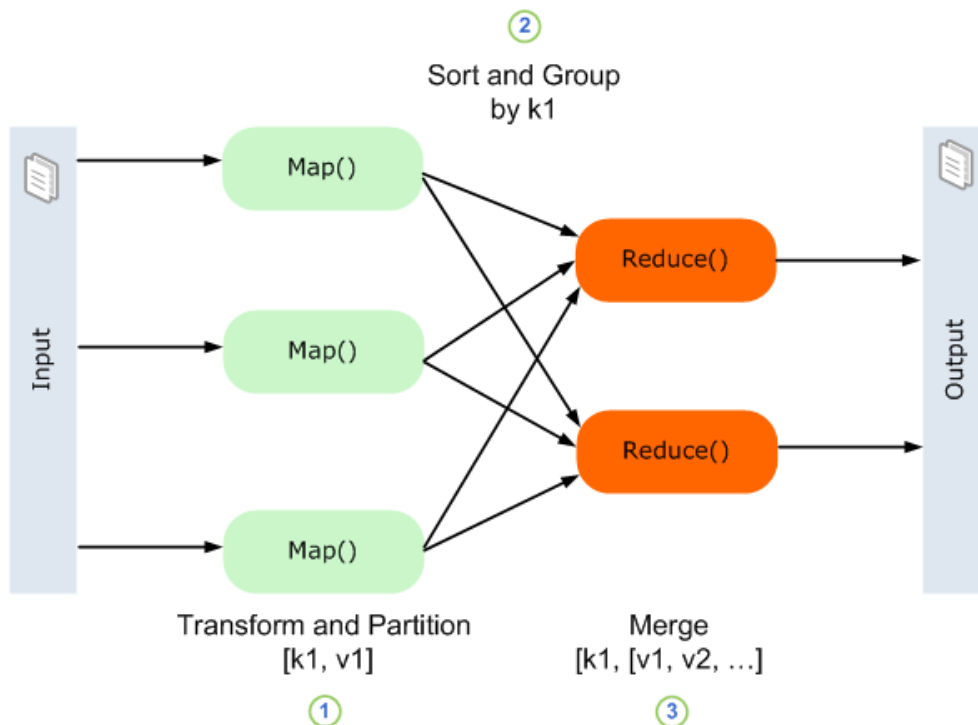 2
Sort and Group
by k1
Input
Map()
Map()
Map()
Reduce()
Reduce()
Output
Transform and Partition
[k1, v1]
1
Merge
[k1, [v1, v2, …]
3